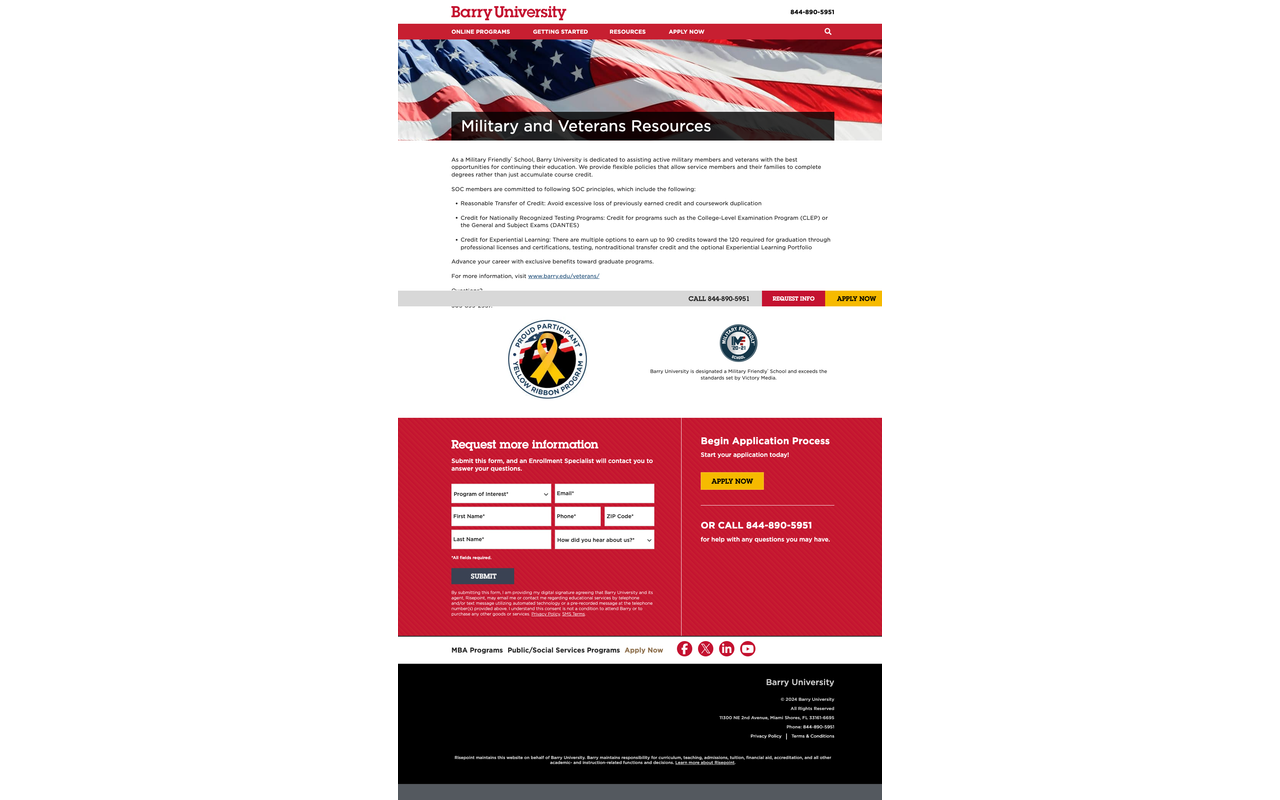 Barry University
844-890-5951
ONLINE PROGRAMS GETTING STARTED RESOURCES APPLY NOW
Military and Veterans Resources
As a Military Friendly® School, Barry University is dedicated to assisting active military members and veterans with the best
opportunities for continuing their education. We provide flexible policies that allow service members and their families to complete
degrees rather than just accumulate course credit.
SOC members are committed to following SOC principles, which include the following:
• Reasonable Transfer of Credit: Avoid excessive loss of previously earned credit and coursework duplication
• Credit for Nationally Recognized Testing Programs: Credit for programs such as the College-Level Examination Program (CLEP) or
the General and Subject Exams (DANTES)
• Credit for Experiential Learning: There are multiple options to earn up to 90 credits toward the 120 required for graduation through
professional licenses and certifications, testing, nontraditional transfer credit and the optional Experiential Learning Portfolio
Advance your career with exclusive benefits toward graduate programs.
For more information, visit www.barry.edu/veterans/
CALL 844-890-5951 REQUEST INFO APPLY NOW
PROUD PARTICIPANT
YELLOW RIBBON PROGRAM
MILITARY FRIENDLY
20-21
SCHOOL
Barry University is designated a Military Friendly® School and exceeds the
standards set by Victory Media.
Request more information
Submit this form, and an Enrollment Specialist will contact you to
answer your questions.
Program of Interest* Email*
First Name* Phone* ZIP Code*
Last Name* How did you hear about us?*
*All fields required.
SUBMIT
By submitting this form, I am providing my digital signature agreeing that Barry University and its
agent, Risepoint, may email me or contact me regarding educational services by telephone
and/or text message utilizing automated technology or a pre-recorded message at the telephone
number(s) provided above. I understand this consent is not a condition to attend Barry or to
purchase any other goods or services. Privacy Policy. SMS Terms.
Begin Application Process
Start your application today!
APPLY NOW
OR CALL 844-890-5951
for help with any questions you may have.
MBA Programs Public/Social Services Programs Apply Now
Barry University
© 2024 Barry University
All Rights Reserved
11300 NE 2nd Avenue, Miami Shores, FL 33161-6695
Phone: 844-890-5951
Privacy Policy | Terms & Conditions
Risepoint maintains this website on behalf of Barry University. Barry maintains responsibility for curriculum, teaching, admissions, tuition, financial aid, accreditation, and all other
academic- and instruction-related functions and decisions. Learn more about Risepoint.